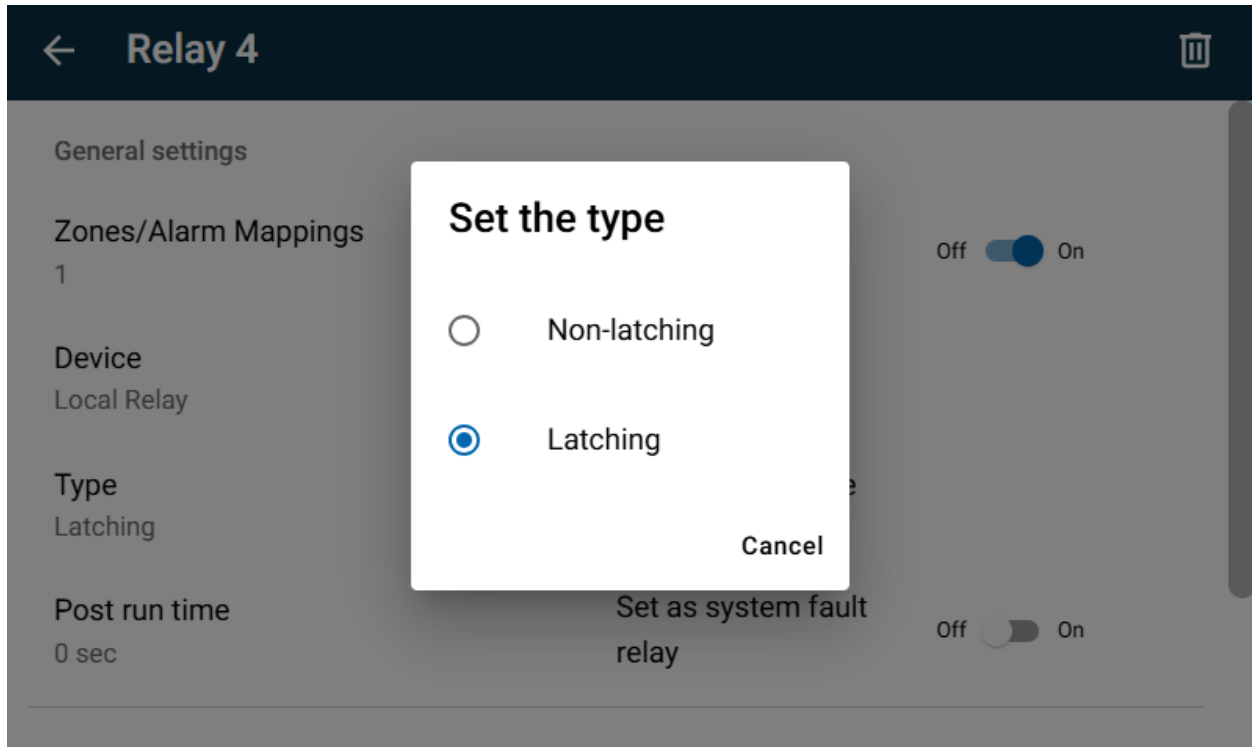 Relay 4
General settings
Zones/Alarm Mappings
1
Off On
Device
Local Relay
Type
Latching
Post run time
0 sec
Set as system fault
relay
Off On
Set the type
Non-latching
Latching
Cancel